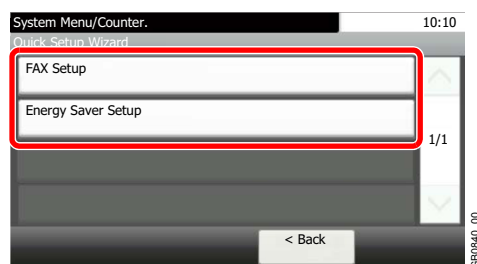 System Menu/Counter.
10:10
Quick Setup Wizard
FAX Setup
Energy Saver Setup
1/1
< Back